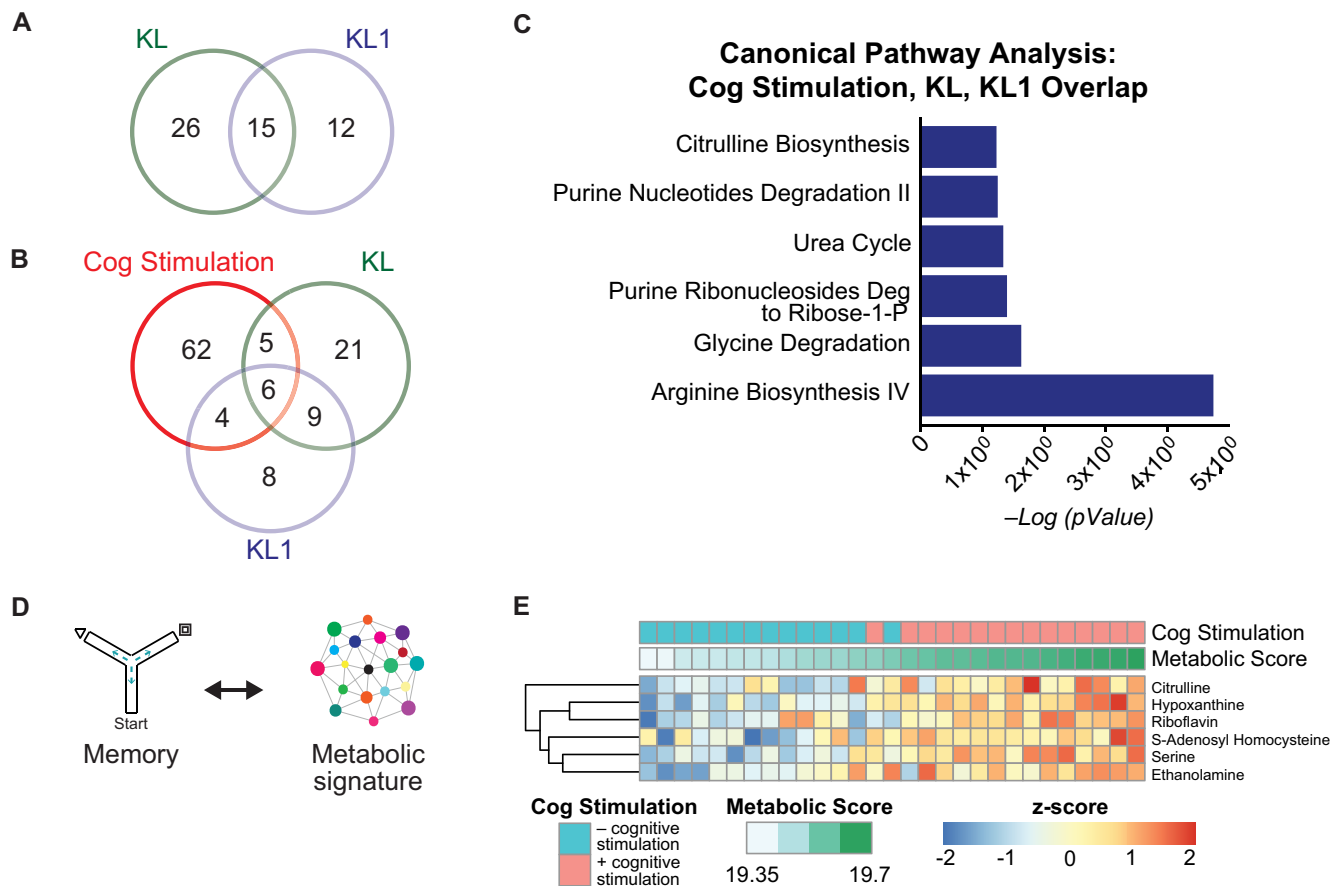 A
KL
KL1
26
15
12
B
Cog Stimulation
KL
62
5
21
6
4
9
8
KL1
C
Canonical Pathway Analysis:
Cog Stimulation, KL, KL1 Overlap
Citrulline Biosynthesis
Purine Nucleotides Degradation II
Urea Cycle
Purine Ribonucleosides Deg
to Ribose-1-P
Glycine Degradation
Arginine Biosynthesis IV
0
1x10⁰
2x10⁰
3x10⁰
4x10⁰
5x10⁰
–Log (pValue)
D
Start
Memory
Metabolic
signature
E
Cog Stimulation
Metabolic Score
Citrulline
Hypoxanthine
Riboflavin
S-Adenosyl Homocysteine
Serine
Ethanolamine
Cog Stimulation
– cognitive
stimulation
+ cognitive
stimulation
Metabolic Score
19.35
19.7
z-score
-2
-1
0
1
2